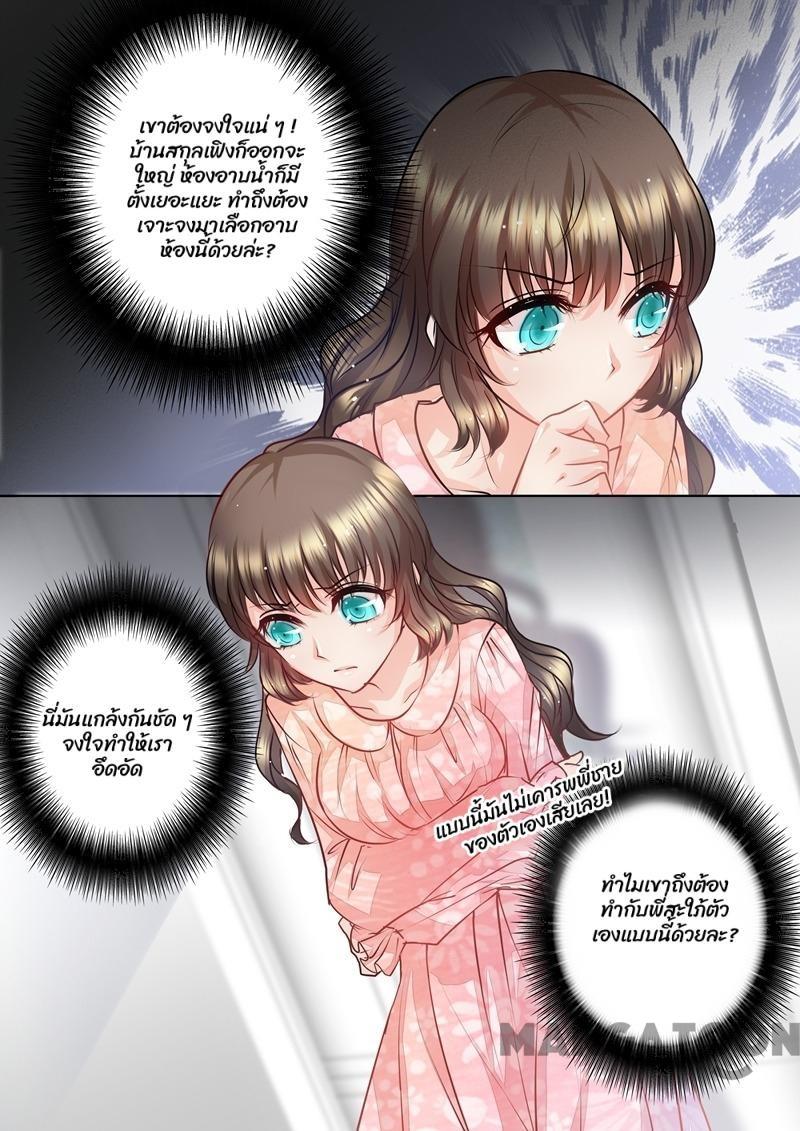 เขาต้องจงใจแน่ ๆ !
บ้านสกุลเฟิงก็ออกจะ
ใหญ่ ห้องอาบน้ำก็มี
ตั้งเยอะแยะ ทำถึงต้อง
เจาะจงมาเลือกอาบ
ห้องนี้ด้วยล่ะ?
นี่มันแกล้งกันชัด ๆ
จงใจทำให้เรา
อึดอัด
แบบนี้มันไม่เคารพพี่ชาย
ของตัวเองเสียเลย!
ทำไมเขาถึงต้อง
ทำกับพี่สะใภ้ตัว
เองแบบนี้ด้วยละ?
MANGATOON